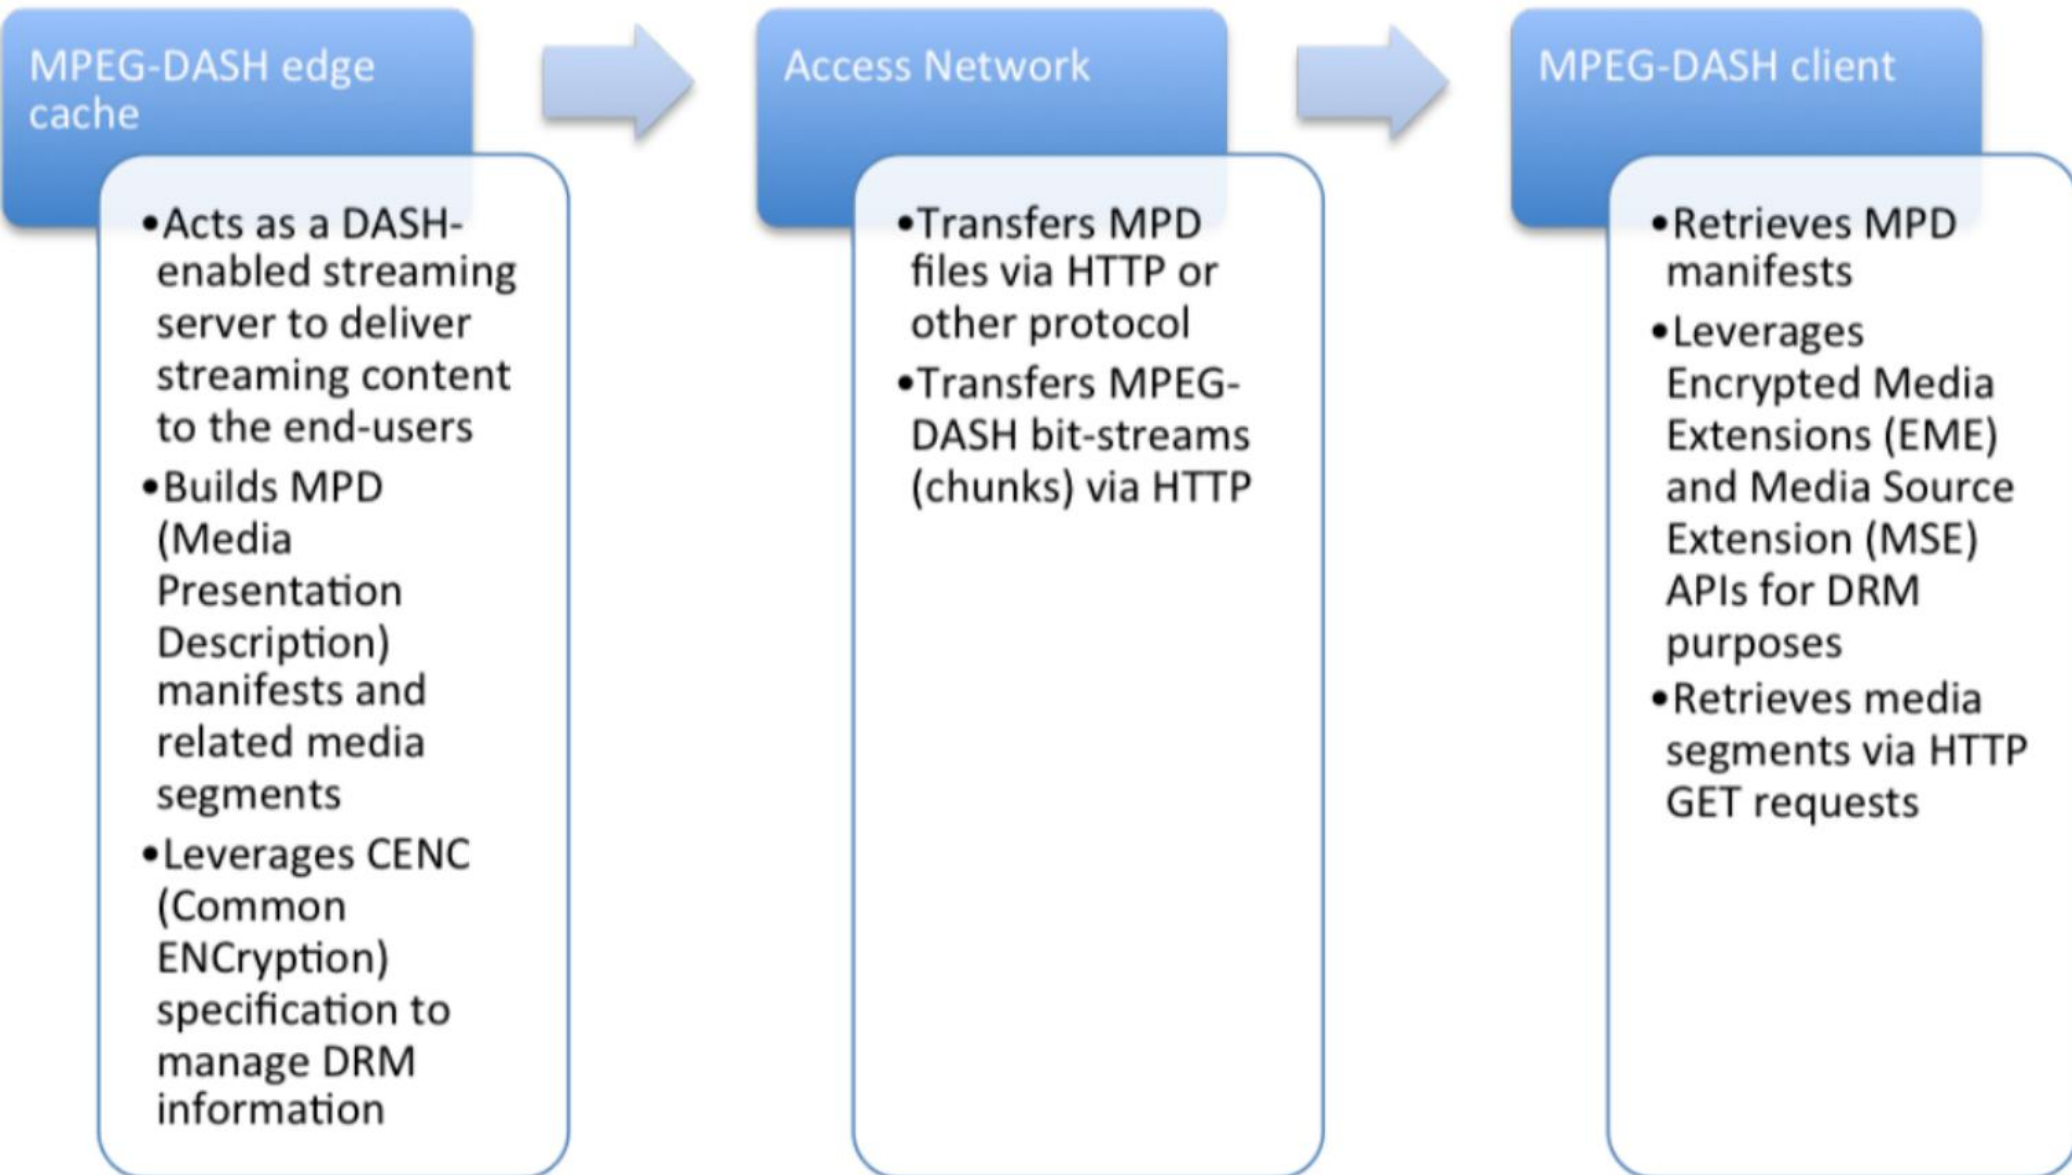 MPEG-DASH edge
cache
•Acts as a DASH-
enabled streaming
server to deliver
streaming content
to the end-users
•Builds MPD
(Media
Presentation
Description)
manifests and
related media
segments
•Leverages CENC
(Common
ENCryption)
specification to
manage DRM
information
Access Network
•Transfers MPD
files via HTTP or
other protocol
•Transfers MPEG-
DASH bit-streams
(chunks) via HTTP
MPEG-DASH client
•Retrieves MPD
manifests
•Leverages
Encrypted Media
Extensions (EME)
and Media Source
Extension (MSE)
APIs for DRM
purposes
•Retrieves media
segments via HTTP
GET requests